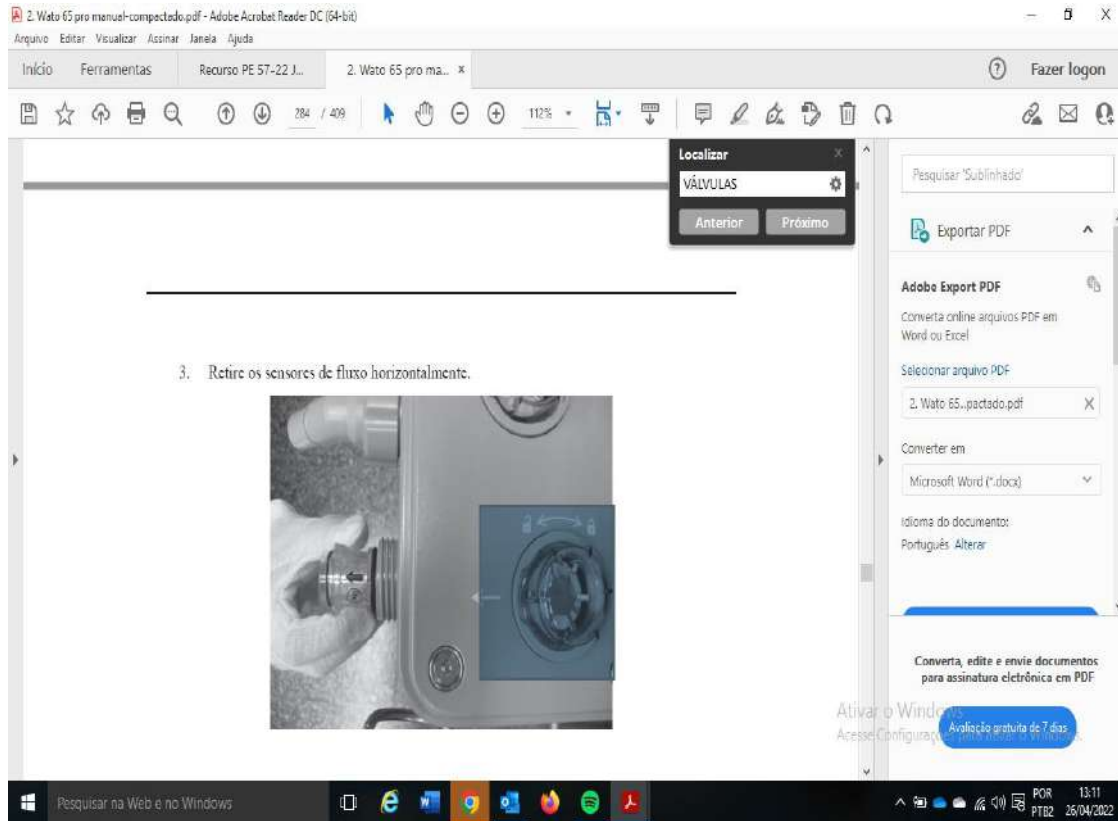 2. Wato 65 pro manual-compactado.pdf - Adobe Acrobat Reader DC (64-bit)
Arquivo Editar Visualizar Assinar Janela Ajuda
Início Ferramentas Recurso PE 57-22 J... 2. Wato 65 pro ma... x
Fazer logon
284 / 409 112%
Localizar
VÁLVULAS
Anterior Próximo
3. Retire os sensores de fluxo horizontalmente.
Pesquisar 'Sublinhado'
Exportar PDF
Adobe Export PDF
Converta online arquivos PDF em
Word ou Excel
Selecionar arquivo PDF
2. Wato 65...pactado.pdf
Converter em
Microsoft Word (*.docx)
Idioma do documento:
Português Alterar
Converta, edite e envie documentos
para assinatura eletrônica em PDF
Avaliação gratuita de 7 dias
Ativar o Windows
Acesse Configurações para ativar o Windows.
Pesquisar na Web e no Windows
POR 13:11
PTB2 26/04/2022